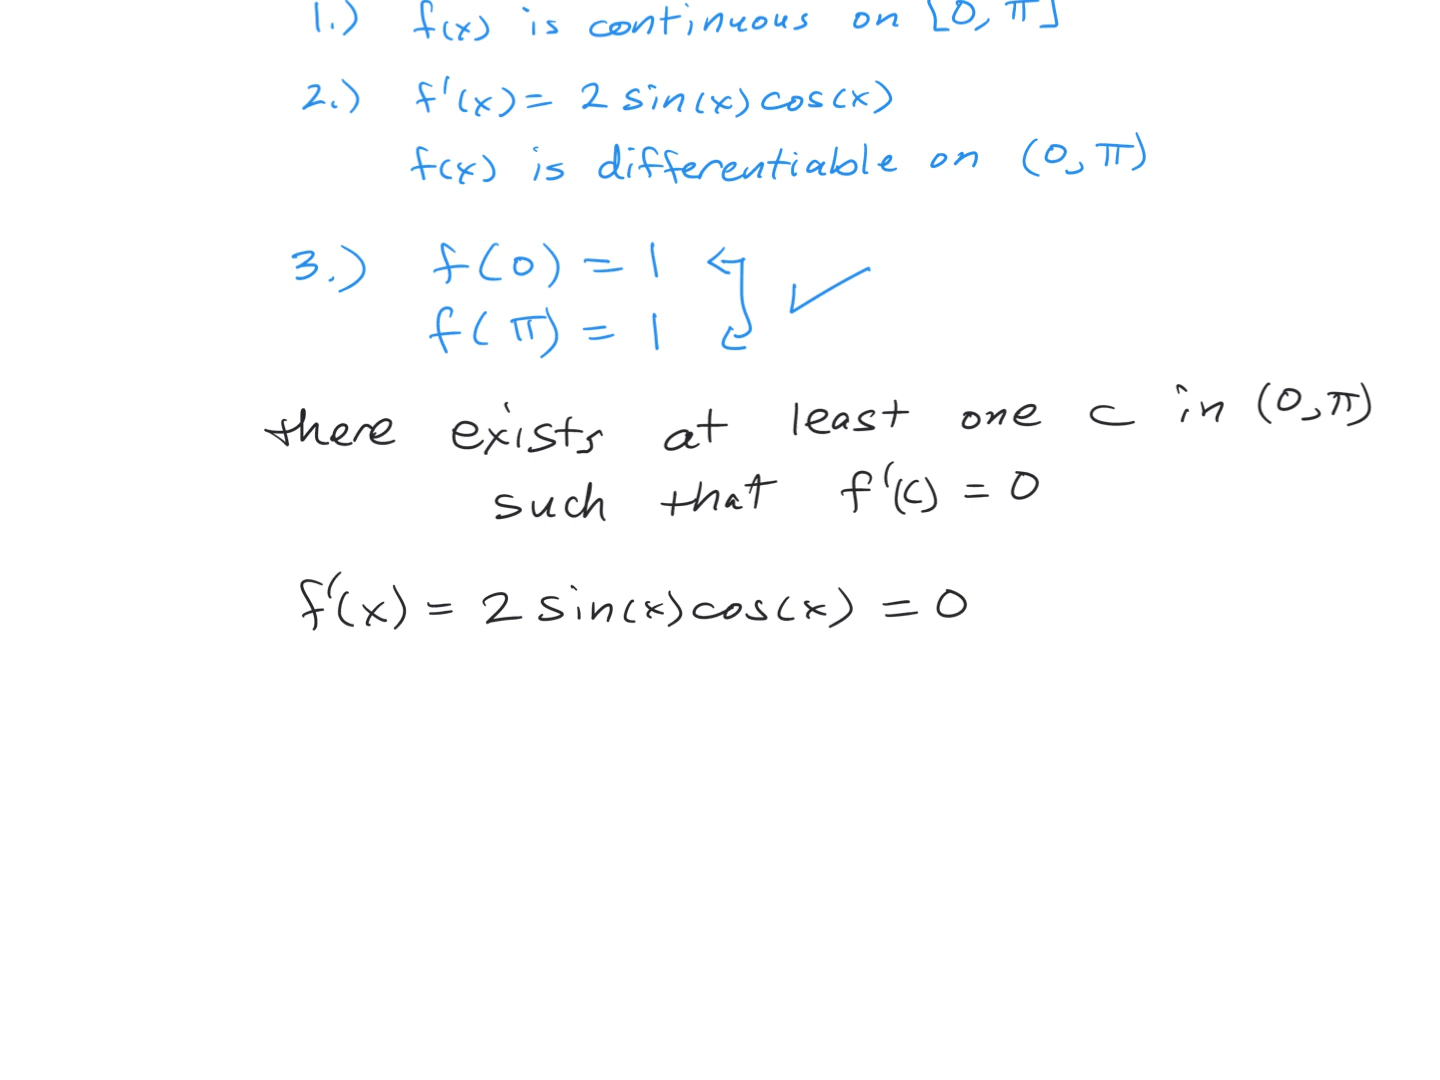 1.) f(x) is continuous on [0, π]
2.) f'(x) = 2 sin(x) cos(x)
f(x) is differentiable on (0, π)
3.) f(0) = 1
f(π) = 1
there exists at least one c in (0, π)
such that f'(c) = 0
f'(x) = 2 sin(x) cos(x) = 0